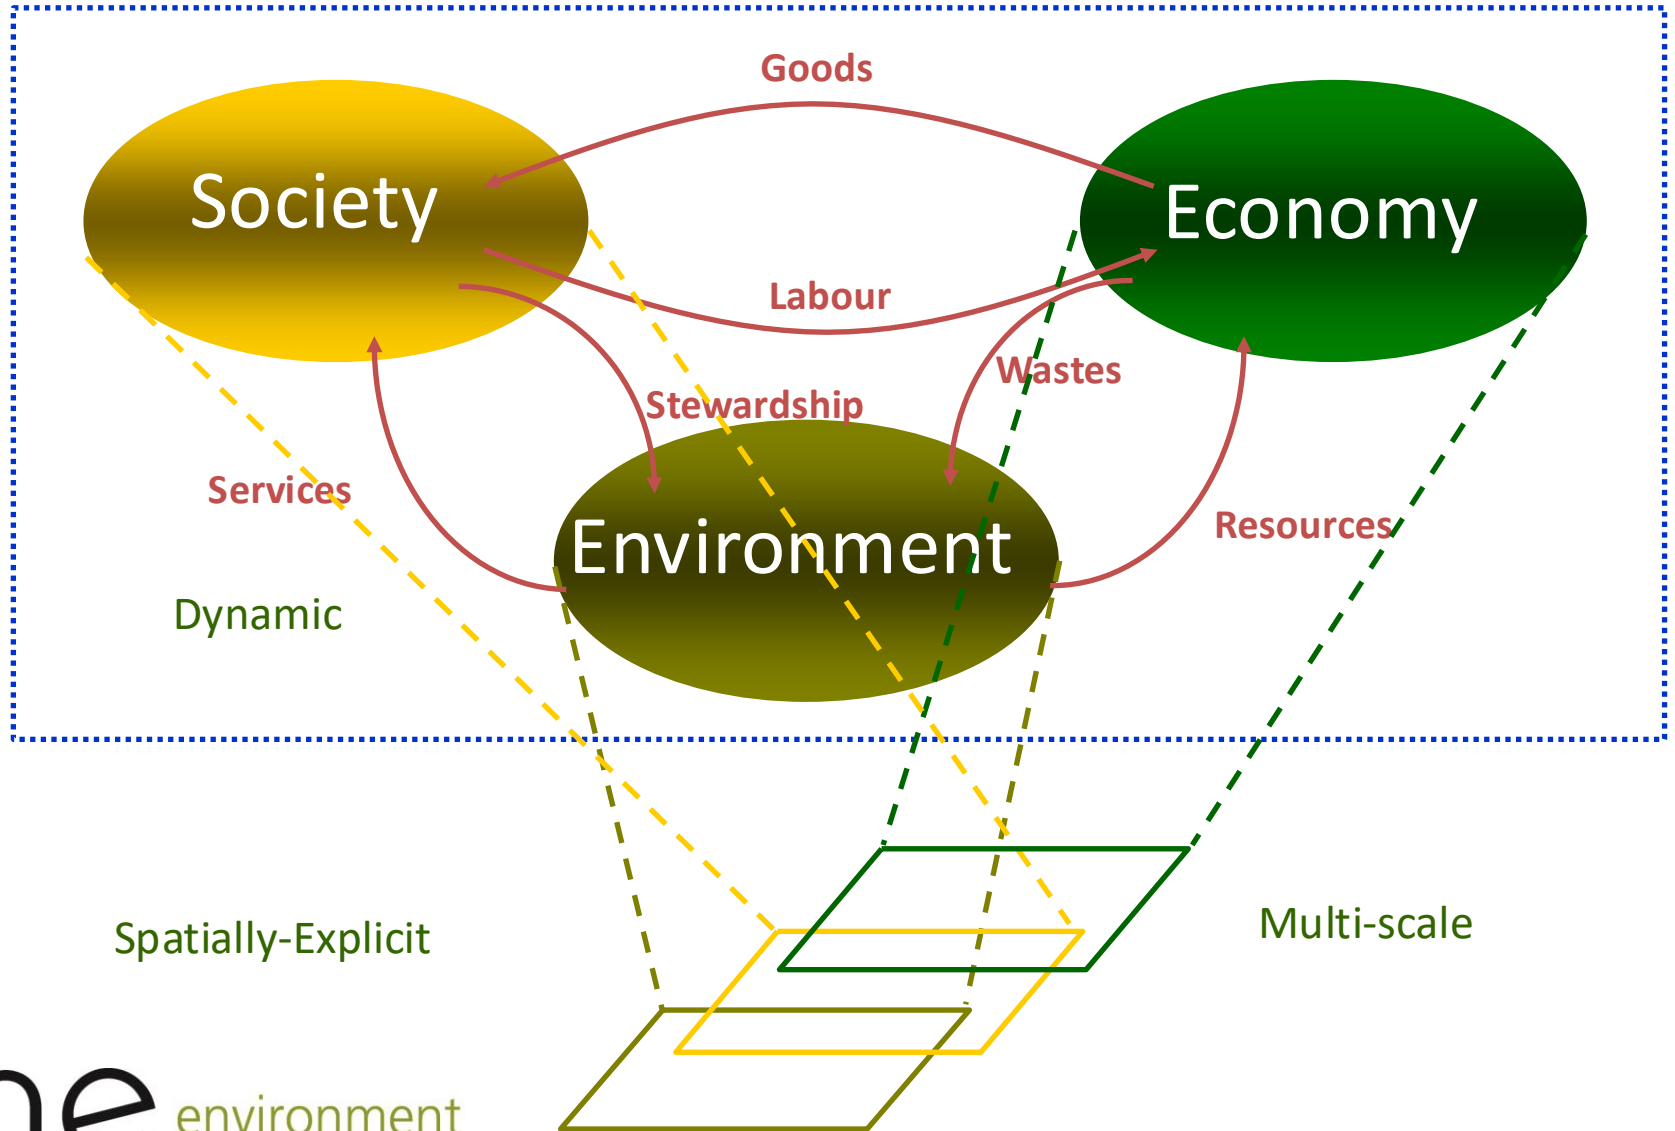 Goods
Society
Economy
Labour
Wastes
Stewardship
Services
Resources
Environment
Dynamic
Spatially-Explicit
Multi-scale
environment